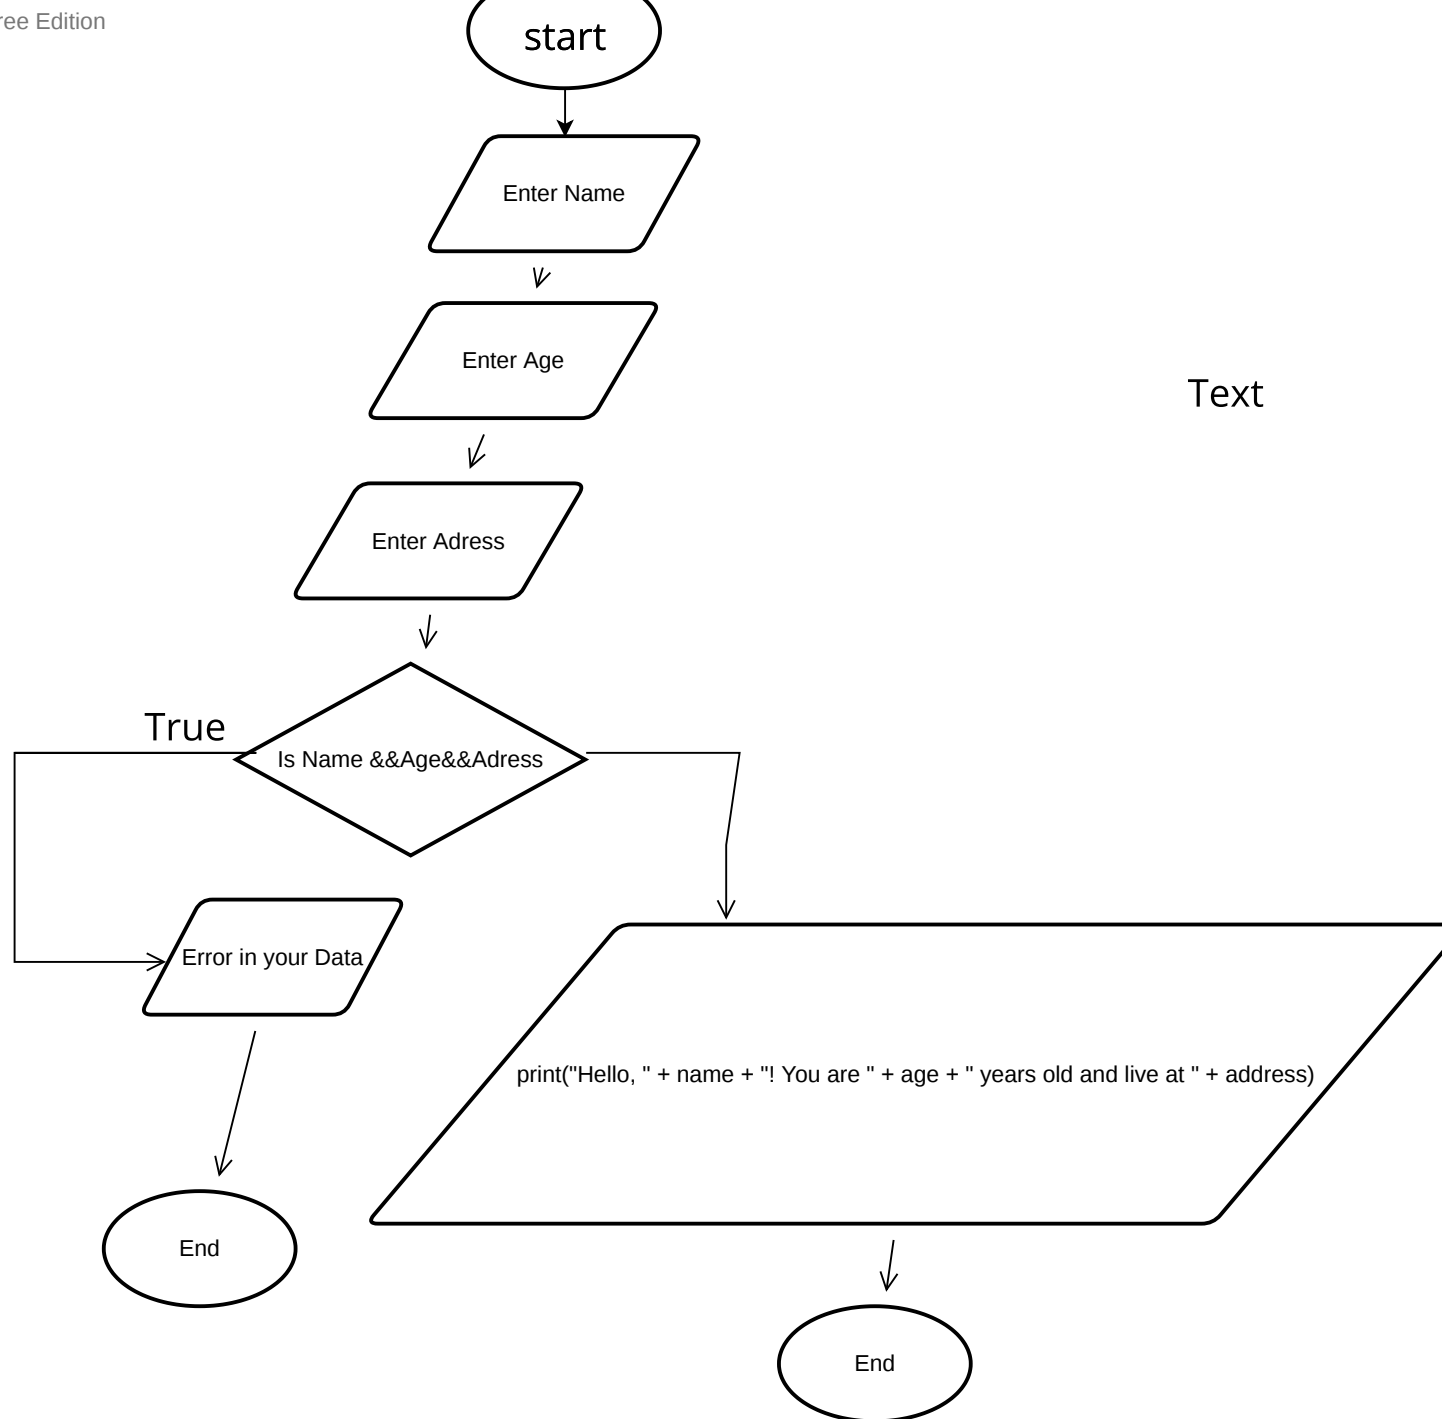 ree Edition
start
Enter Name
Enter Age
Text
Enter Adress
True
Is Name &&Age&&Adress
Error in your Data
print("Hello, " + name + "! You are " + age + " years old and live at " + address)
End
End